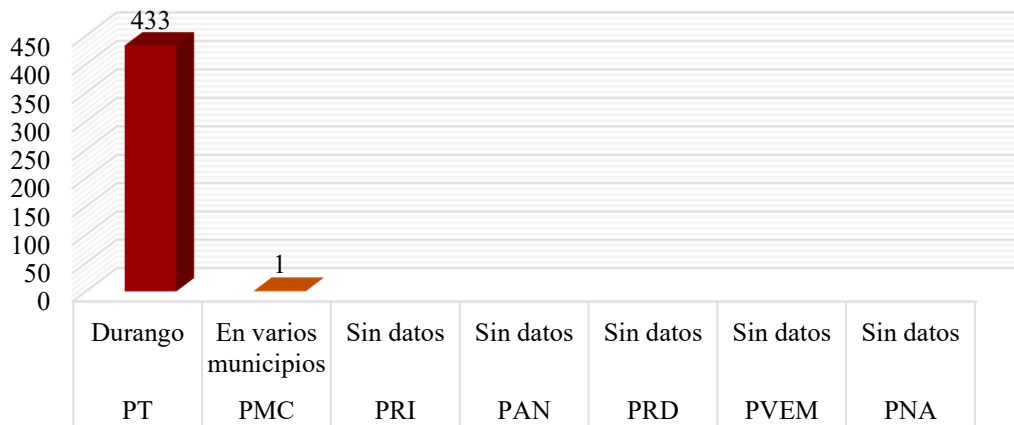 433
450
400
350
300
250
200
150
100
50
0
1
Durango
En varios
municipios
Sin datos
Sin datos
Sin datos
Sin datos
Sin datos
PT
PMC
PRI
PAN
PRD
PVEM
PNA